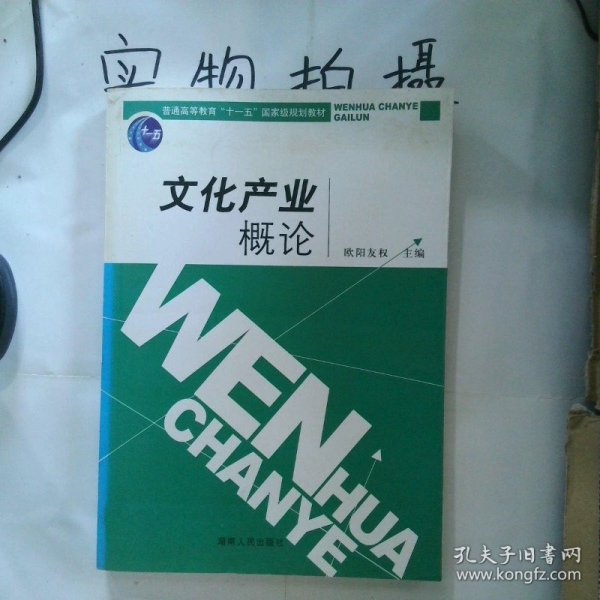 实物拍摄
普通高等教育“十一五”国家级规划教材
WENHUA CHANYE
GAILUN
十一五
文化产业
概论
欧阳友权 主编
WENHUA
CHANYE
湖南人民出版社
孔夫子旧书网
www.kongfz.com